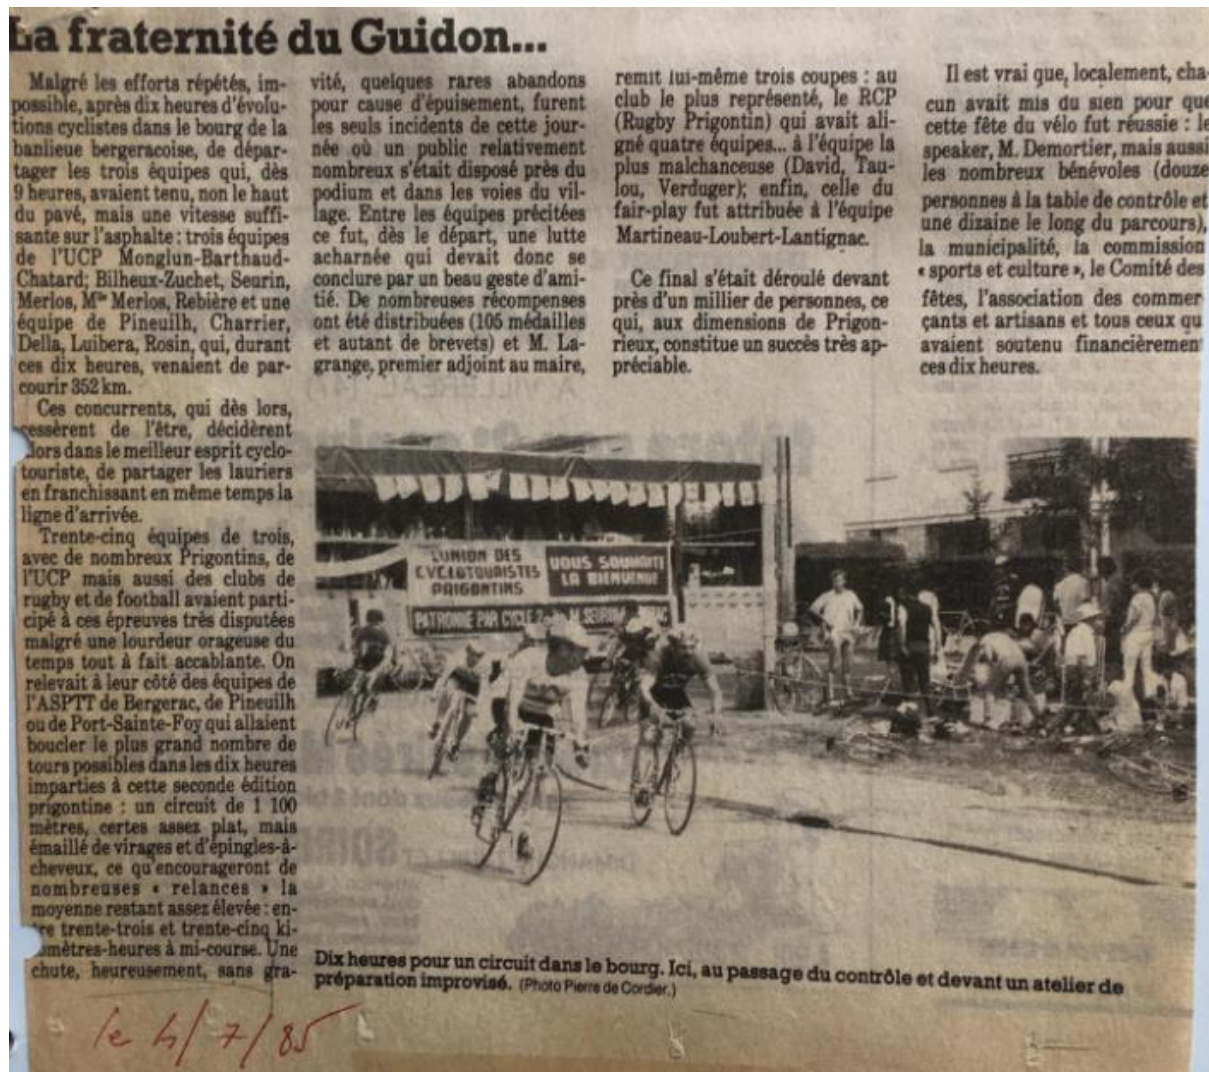 La fraternité du Guidon...
Malgré les efforts répétés, im-
possible, après dix heures d'évolu-
tions cyclistes dans le bourg de la
banlieue bergeracoise, de dépar-
tager les trois équipes qui, dès
9 heures, avaient tenu, non le haut
du pavé, mais une vitesse suffi-
sante sur l'asphalte : trois équipes
de l'UCP Monglun-Barthaud-
Chatard; Bilheux-Zuchet, Seurin,
Merlos, Mlle Merlos, Rebière et une
équipe de Pineuilh, Charrier,
Della, Luibera, Rosin, qui, durant
ces dix heures, venaient de par-
courir 352 km.
Ces concurrents, qui dès lors,
cessèrent de l'être, décidèrent
alors dans le meilleur esprit cyclo-
touriste, de partager les lauriers
en franchissant en même temps la
ligne d'arrivée.
Trente-cinq équipes de trois,
avec de nombreux Prigontins, de
l'UCP mais aussi des clubs de
rugby et de football avaient parti-
cipé à ces épreuves très disputées
malgré une lourdeur orageuse du
temps tout à fait accablante. On
relevait à leur côté des équipes de
l'ASPTT de Bergerac, de Pineuilh
ou de Port-Sainte-Foy qui allaient
boucler le plus grand nombre de
tours possibles dans les dix heures
imparties à cette seconde édition
prigontine : un circuit de 1 100
mètres, certes assez plat, mais
émaillé de virages et d'épingles-à-
cheveux, ce qu'encourageront de
nombreuses « relances » la
moyenne restant assez élevée : en-
tre trente-trois et trente-cinq ki-
omètres-heures à mi-course. Une
chute, heureusement, sans gra-
vité, quelques rares abandons
pour cause d'épuisement, furent
les seuls incidents de cette jour-
née où un public relativement
nombreux s'était disposé près du
podium et dans les voies du vil-
lage. Entre les équipes précitées
ce fut, dès le départ, une lutte
acharnée qui devait donc se
conclure par un beau geste d'ami-
tié. De nombreuses récompenses
ont été distribuées (105 médailles
et autant de brevets) et M. La-
grange, premier adjoint au maire,
remit lui-même trois coupes : au
club le plus représenté, le RCP
(Rugby Prigontin) qui avait ali-
gné quatre équipes... à l'équipe la
plus malchanceuse (David, Tau-
lou, Verduger); enfin, celle du
fair-play fut attribuée à l'équipe
Martineau-Loubert-Lantignac.
Ce final s'était déroulé devant
près d'un millier de personnes, ce
qui, aux dimensions de Prigon-
rieux, constitue un succès très ap-
préciable.
Il est vrai que, localement, cha-
cun avait mis du sien pour que
cette fête du vélo fut réussie : le
speaker, M. Demortier, mais aussi
les nombreux bénévoles (douze
personnes à la table de contrôle et
une dizaine le long du parcours),
la municipalité, la commission
« sports et culture », le Comité des
fêtes, l'association des commer-
çants et artisans et tous ceux qu
avaient soutenu financièrement
ces dix heures.
L'UNION DES
CYCLOTOURISTES
PRIGONTINS
VOUS SOUHAITE
LA BIENVENUE
PATRONNÉ PAR CYCLE SEURIN
Dix heures pour un circuit dans le bourg. Ici, au passage du contrôle et devant un atelier de
préparation improvisé. (Photo Pierre de Cordier.)
le 4/7/85